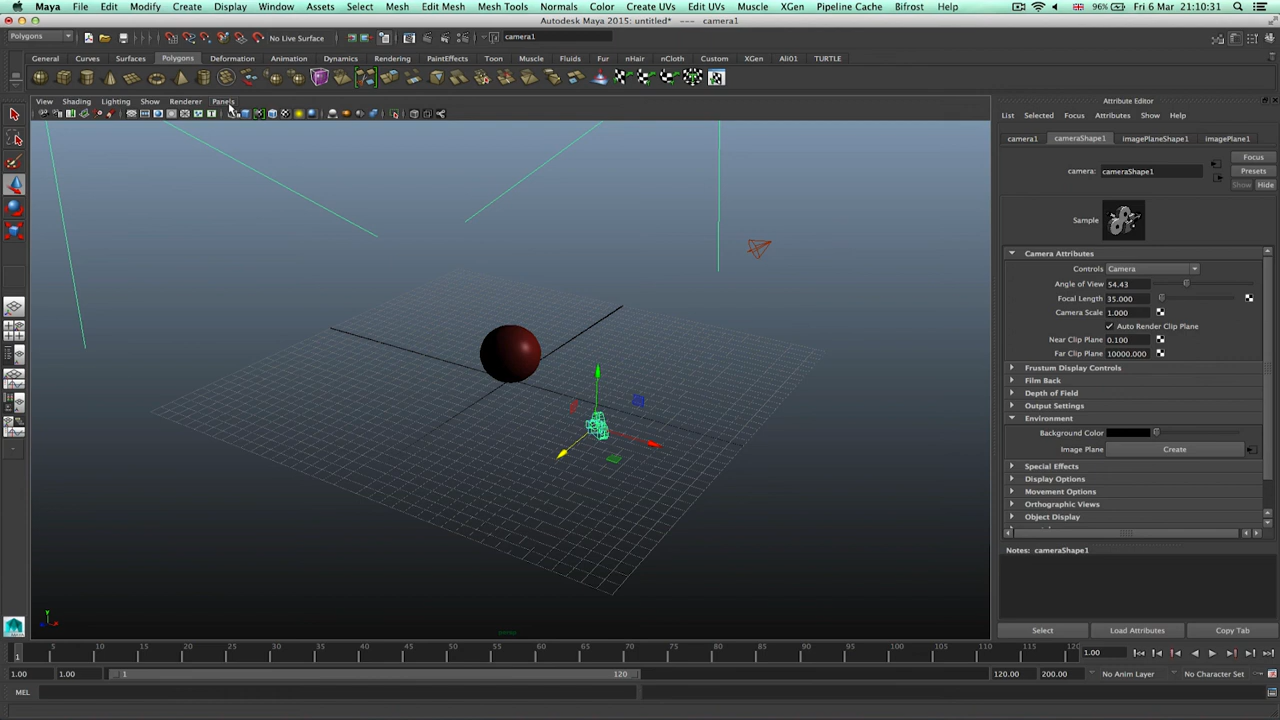 Maya File Edit Modify Create Display Window Assets Select Mesh Edit Mesh Mesh Tools Normals Color Create UVs Edit UVs Muscle XGen Pipeline Cache Bifrost Help 96% Fri 6 Mar 21:10:31
Autodesk Maya 2015: untitled* --- camera1
Polygons No Live Surface camera1
General Curves Surfaces Polygons Deformation Animation Dynamics Rendering PaintEffects Toon Muscle Fluids Fur nHair nCloth Custom XGen Ali01 TURTLE
View Shading Lighting Show Renderer Panels
Attribute Editor
List Selected Focus Attributes Show Help
camera1 cameraShape1 imagePlaneShape1 imagePlane1
Focus
camera: cameraShape1 Presets
Show Hide
Sample
Camera Attributes
Controls Camera
Angle of View 54.43
Focal Length 35.000
Camera Scale 1.000
Auto Render Clip Plane
Near Clip Plane 0.100
Far Clip Plane 10000.000
Frustum Display Controls
Film Back
Depth of Field
Output Settings
Environment
Background Color
Image Plane Create
Special Effects
Display Options
Movement Options
Orthographic Views
Object Display
Notes: cameraShape1
Select Load Attributes Copy Tab
persp
1 5 10 15 20 25 30 35 40 45 50 55 60 65 70 75 80 85 90 95 100 105 110 115 120 1.00
1.00 1.00 1 120 120.00 200.00 No Anim Layer No Character Set
MEL